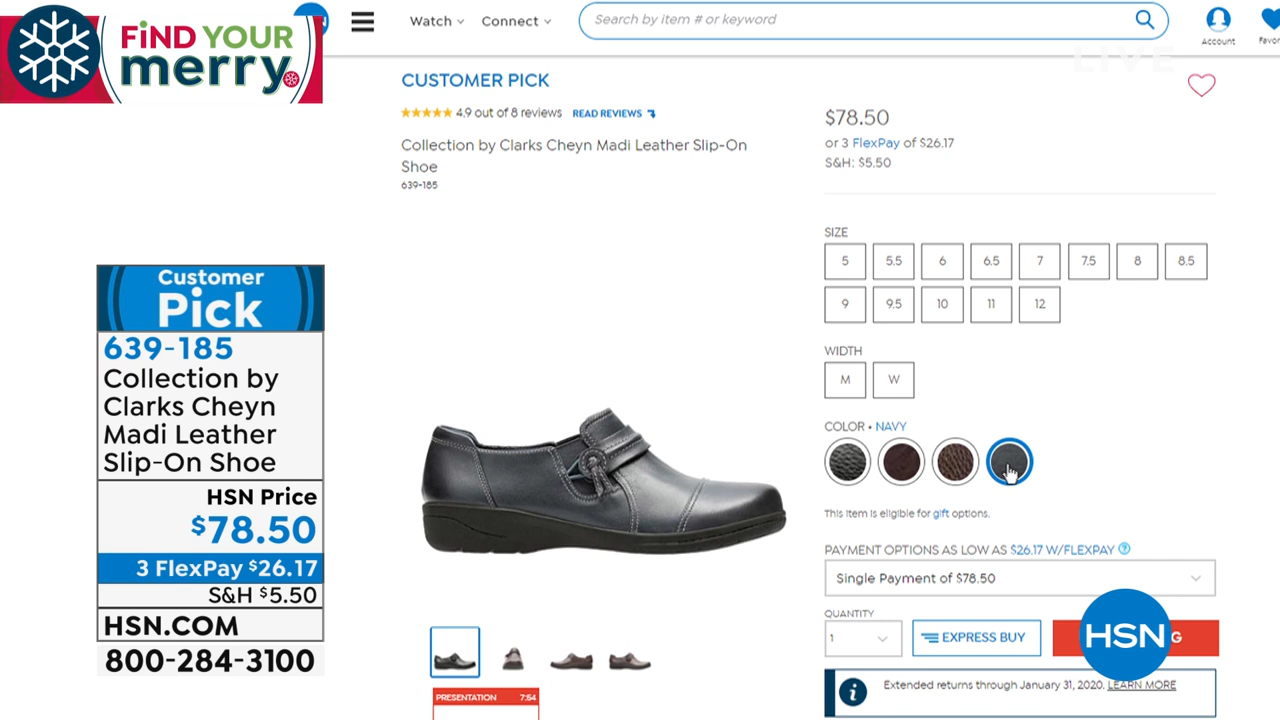 FiND YOUR
merry
Watch
Connect
Search by item # or keyword
Account
LIVE
CUSTOMER PICK
4.9 out of 8 reviews READ REVIEWS
Collection by Clarks Cheyn Madi Leather Slip-On
Shoe
639-185
$78.50
or 3 FlexPay of $26.17
S&H: $5.50
SIZE
5 5.5 6 6.5 7 7.5 8 8.5
9 9.5 10 11 12
WIDTH
M W
COLOR • NAVY
This item is eligible for gift options.
PAYMENT OPTIONS AS LOW AS $26.17 W/FLEXPAY ?
Single Payment of $78.50
QUANTITY
1
EXPRESS BUY
HSN
G
Extended returns through January 31, 2020. LEARN MORE
Customer
Pick
639-185
Collection by
Clarks Cheyn
Madi Leather
Slip-On Shoe
HSN Price
$78.50
3 FlexPay $26.17
S&H $5.50
HSN.COM
800-284-3100
PRESENTATION 7:54